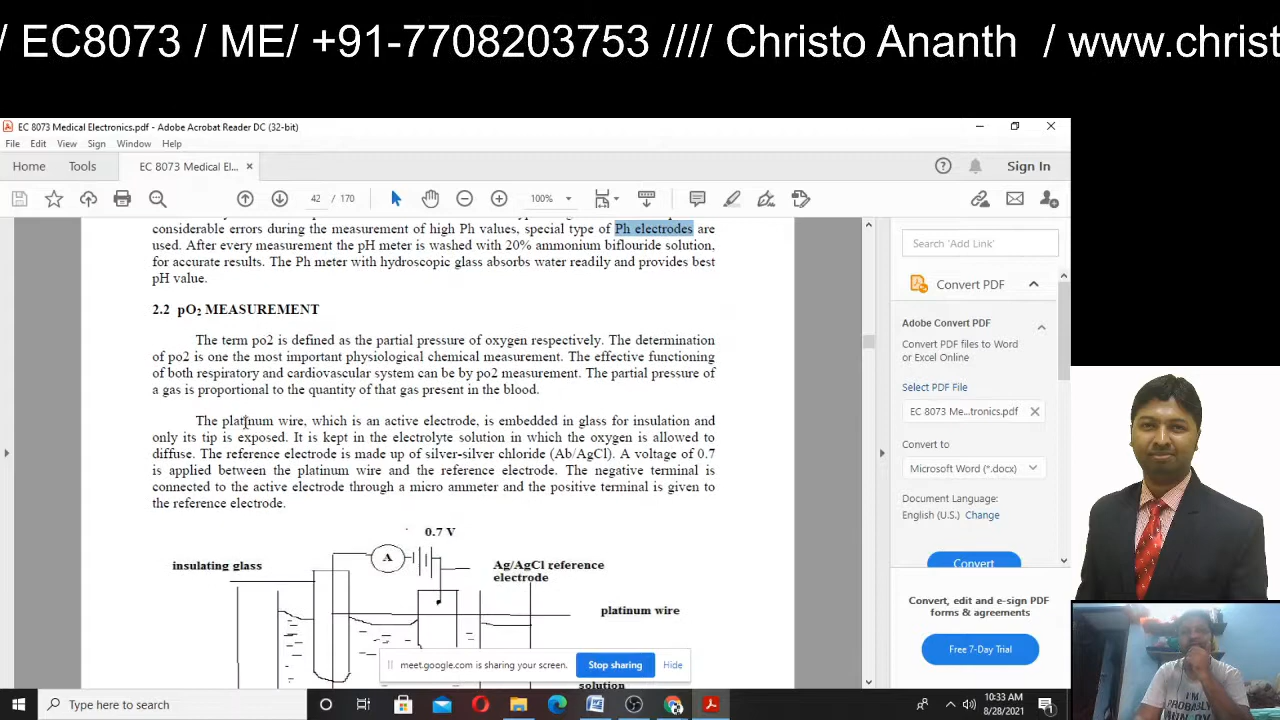 / EC8073 / ME/ +91-7708203753 //// Christo Ananth / www.christ
EC 8073 Medical Electronics.pdf - Adobe Acrobat Reader DC (32-bit)
File Edit View Sign Window Help
Home Tools EC 8073 Medical El... × Sign In
42 / 170 100%
considerable errors during the measurement of high Ph values, special type of Ph electrodes are
used. After every measurement the pH meter is washed with 20% ammonium biflouride solution,
for accurate results. The Ph meter with hydroscopic glass absorbs water readily and provides best
pH value.
2.2 pO₂ MEASUREMENT
The term po2 is defined as the partial pressure of oxygen respectively. The determination
of po2 is one the most important physiological chemical measurement. The effective functioning
of both respiratory and cardiovascular system can be by po2 measurement. The partial pressure of
a gas is proportional to the quantity of that gas present in the blood.
The platinum wire, which is an active electrode, is embedded in glass for insulation and
only its tip is exposed. It is kept in the electrolyte solution in which the oxygen is allowed to
diffuse. The reference electrode is made up of silver-silver chloride (Ab/AgCl). A voltage of 0.7
is applied between the platinum wire and the reference electrode. The negative terminal is
connected to the active electrode through a micro ammeter and the positive terminal is given to
the reference electrode.
0.7 V
A
insulating glass
Ag/AgCl reference
electrode
platinum wire
solution
meet.google.com is sharing your screen. Stop sharing Hide
Search 'Add Link'
Convert PDF
Adobe Convert PDF
Convert PDF files to Word
or Excel Online
Select PDF File
EC 8073 Me...tronics.pdf
Convert to
Microsoft Word (*.docx)
Document Language:
English (U.S.) Change
Convert
Convert, edit and e-sign PDF
forms & agreements
Free 7-Day Trial
I'M
PROBABLY
Type here to search
10:33 AM
8/28/2021
1